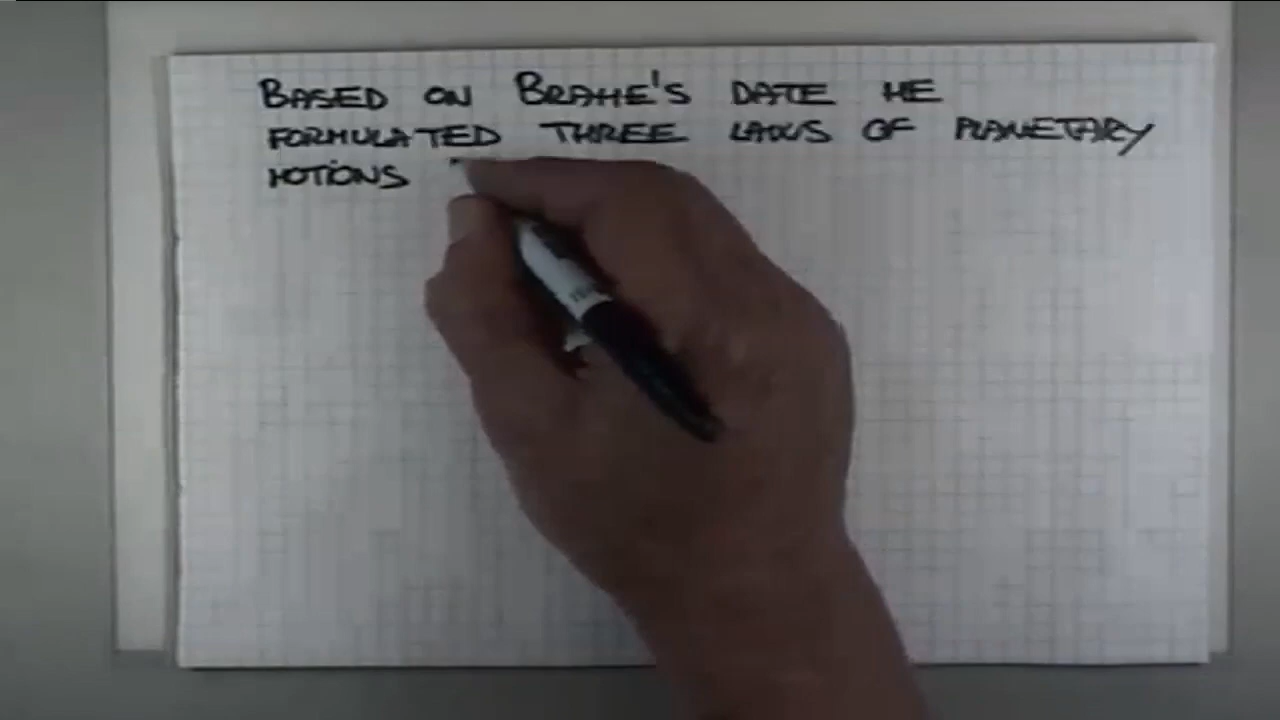 BASED ON BRAHE'S DATE HE
FORMULATED THREE LAWS OF PLANETARY
MOTIONS